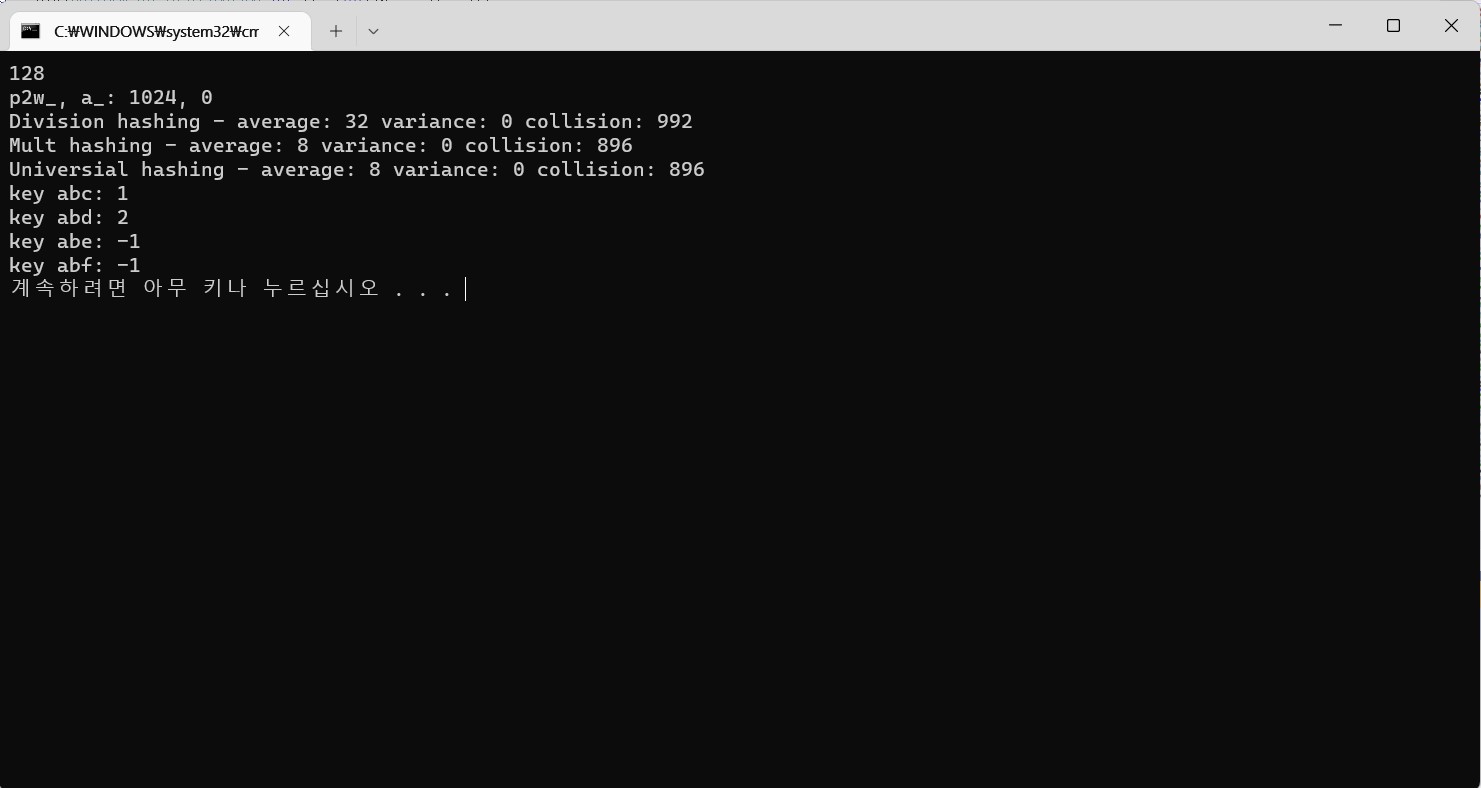 C:₩WINDOWS₩system32₩cm
128
p2w_, a_: 1024, 0
Division hashing - average: 32 variance: 0 collision: 992
Mult hashing - average: 8 variance: 0 collision: 896
Universial hashing - average: 8 variance: 0 collision: 896
key abc: 1
key abd: 2
key abe: -1
key abf: -1
계속하려면 아무 키나 누르십시오 . . .